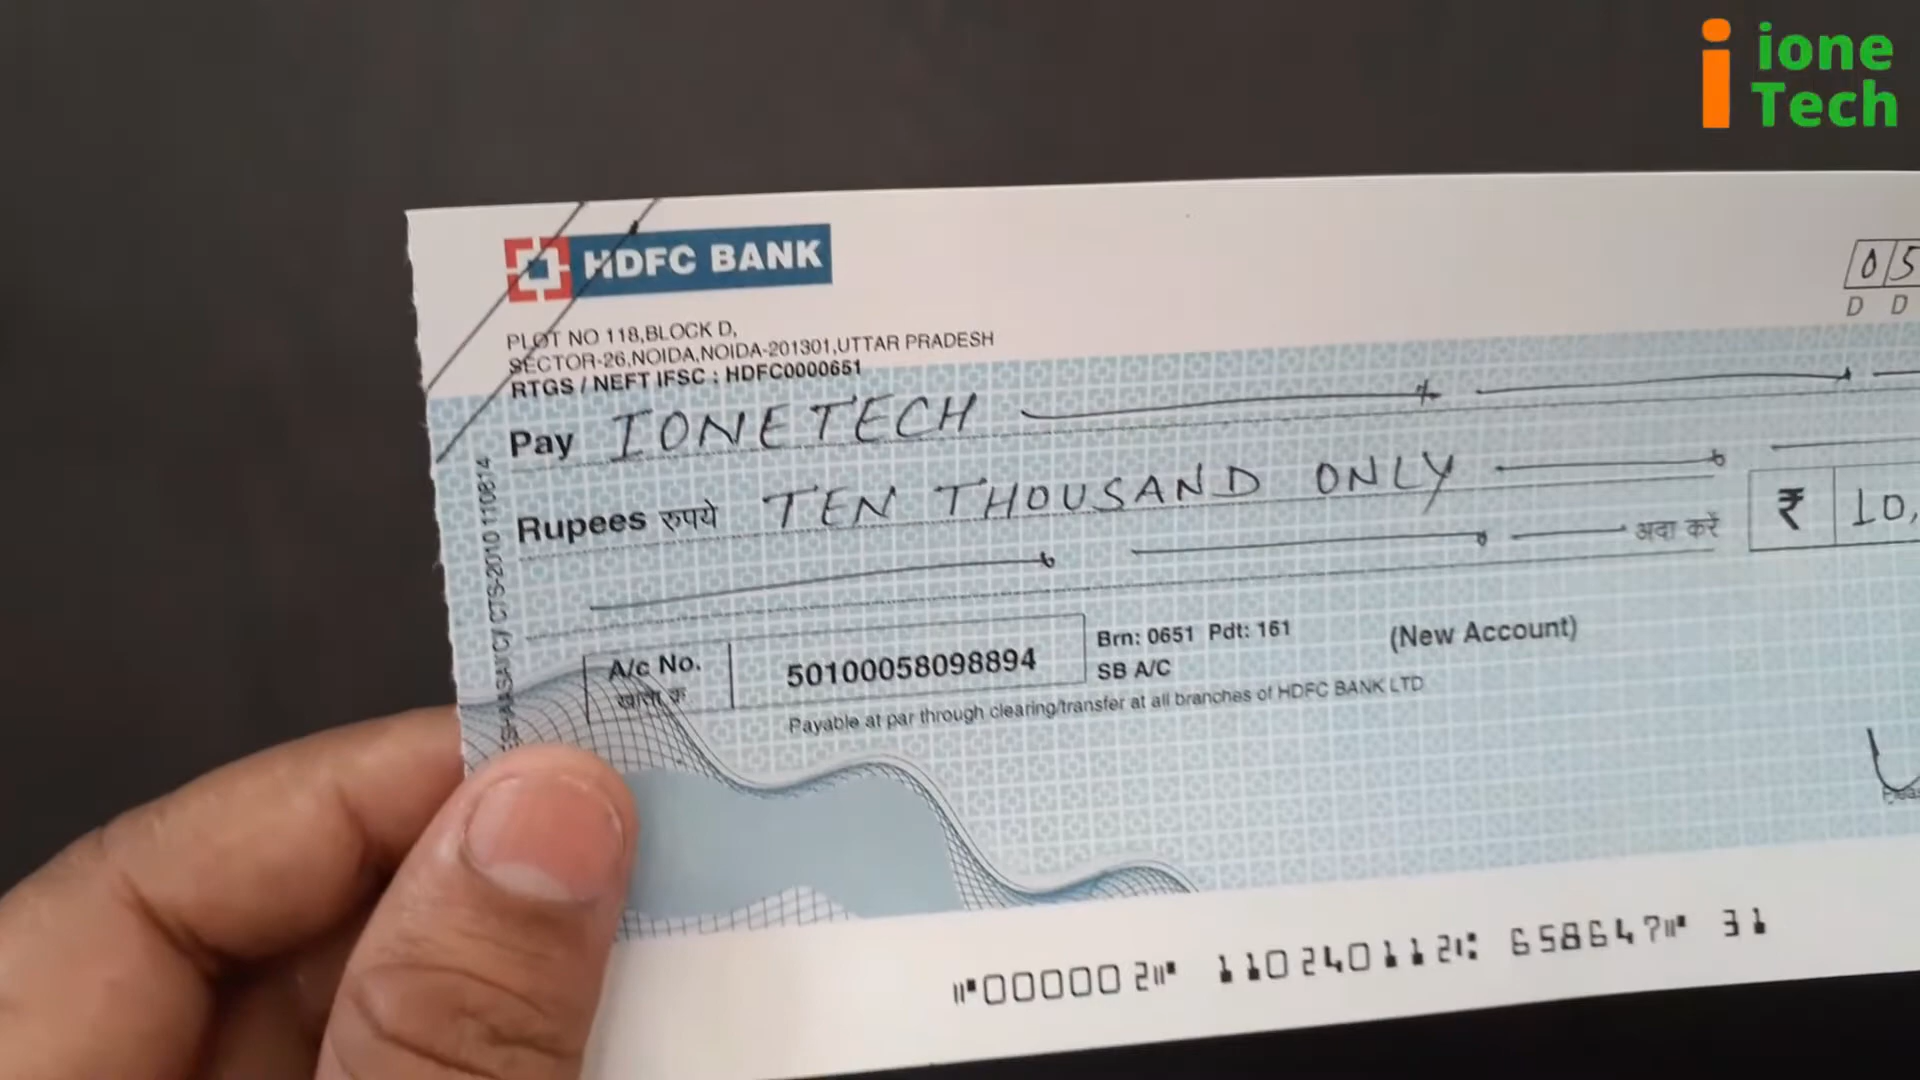 ione
Tech
HDFC BANK
PLOT NO 118,BLOCK D,
SECTOR-26,NOIDA,NOIDA-201301,UTTAR PRADESH
RTGS / NEFT IFSC : HDFC0000651
0 5
D D
Pay IONETECH
Rupees रुपये TEN THOUSAND ONLY
अदा करें ₹ 10,
A/c No. 50100058098894
खाता क्र
Brn: 0651 Pdt: 161 (New Account)
SB A/C
Payable at par through clearing/transfer at all branches of HDFC BANK LTD
CTS-2010 110814
⑈000002⑈ 110240112⑆ 658647⑈ 31